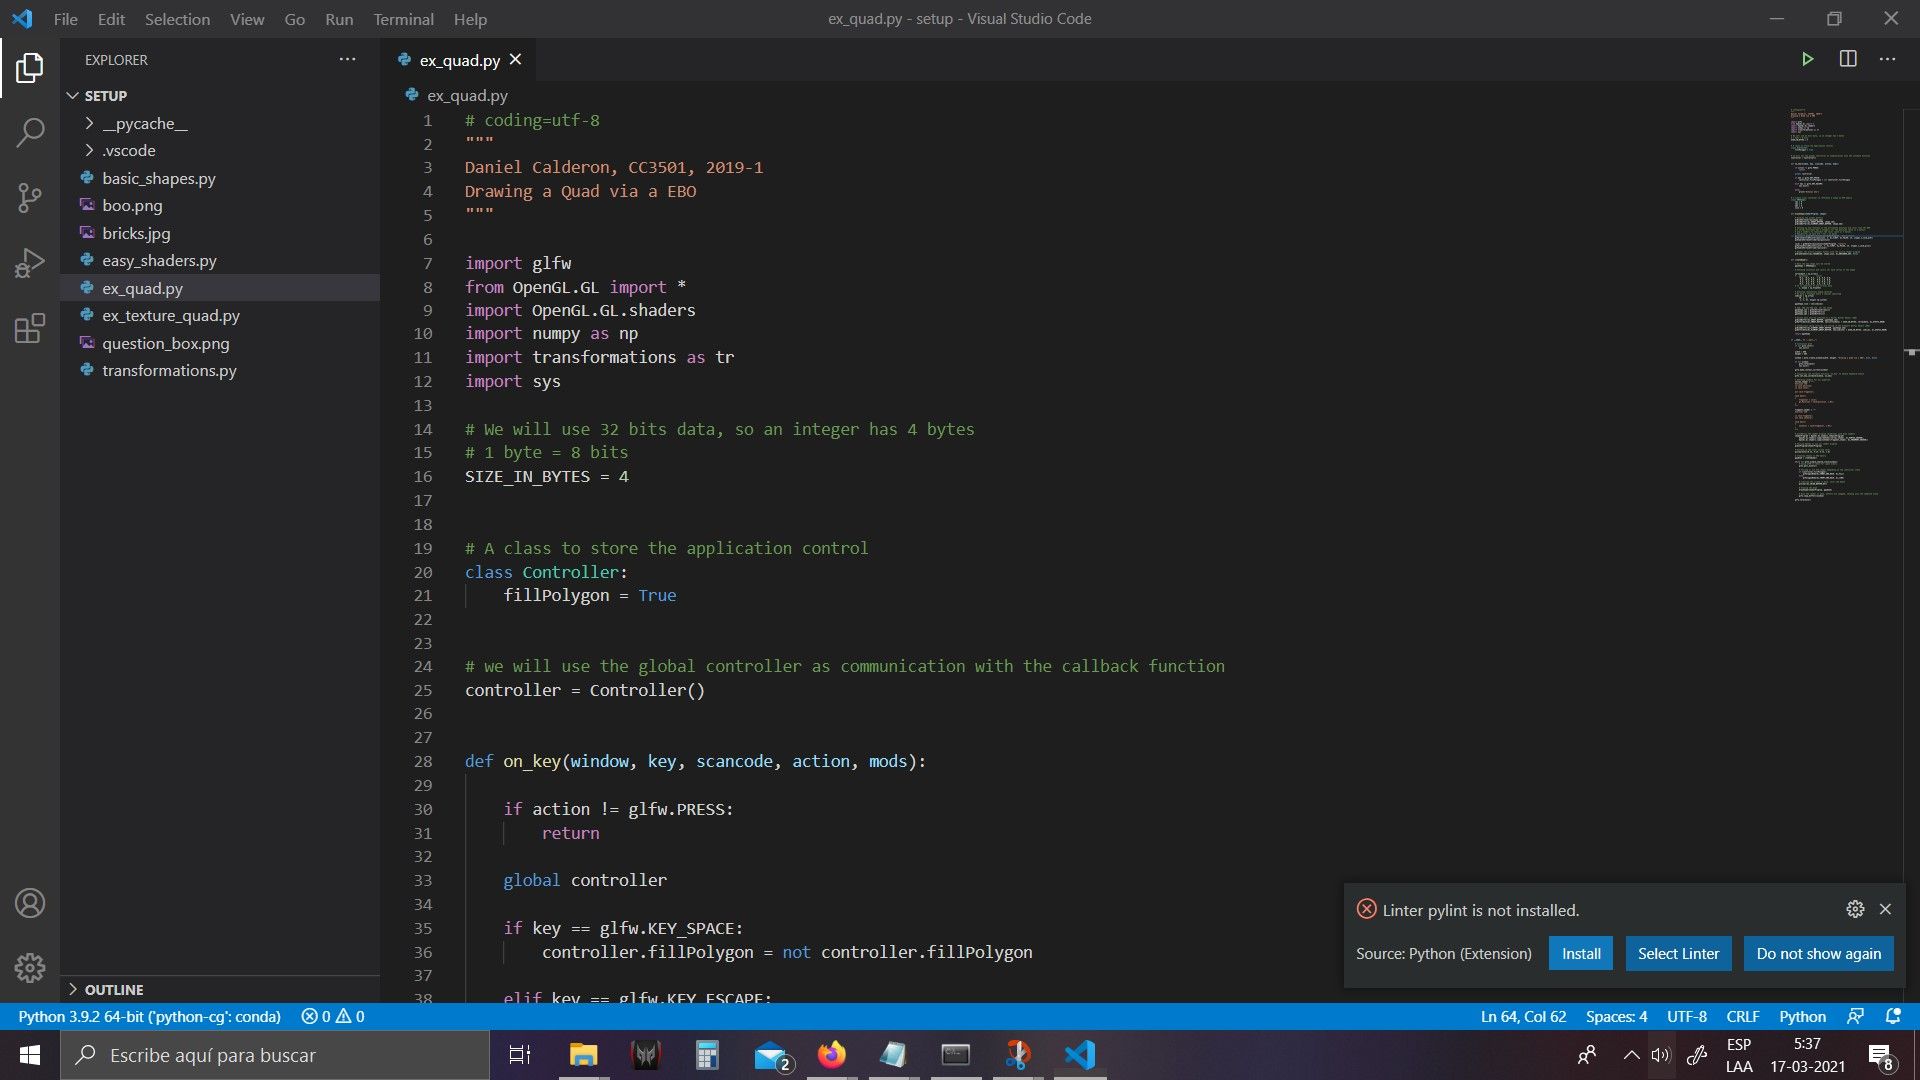 File Edit Selection View Go Run Terminal Help
ex_quad.py - setup - Visual Studio Code
EXPLORER
SETUP
__pycache__
.vscode
basic_shapes.py
boo.png
bricks.jpg
easy_shaders.py
ex_quad.py
ex_texture_quad.py
question_box.png
transformations.py
OUTLINE
ex_quad.py
ex_quad.py
1 # coding=utf-8
2 """
3 Daniel Calderon, CC3501, 2019-1
4 Drawing a Quad via a EBO
5 """
6
7 import glfw
8 from OpenGL.GL import *
9 import OpenGL.GL.shaders
10 import numpy as np
11 import transformations as tr
12 import sys
13
14 # We will use 32 bits data, so an integer has 4 bytes
15 # 1 byte = 8 bits
16 SIZE_IN_BYTES = 4
17
18
19 # A class to store the application control
20 class Controller:
21 fillPolygon = True
22
23
24 # we will use the global controller as communication with the callback function
25 controller = Controller()
26
27
28 def on_key(window, key, scancode, action, mods):
29
30 if action != glfw.PRESS:
31 return
32
33 global controller
34
35 if key == glfw.KEY_SPACE:
36 controller.fillPolygon = not controller.fillPolygon
37
38 elif key == glfw.KEY_ESCAPE:
Linter pylint is not installed.
Source: Python (Extension) Install Select Linter Do not show again
Python 3.9.2 64-bit ('python-cg': conda) 0 0
Ln 64, Col 62 Spaces: 4 UTF-8 CRLF Python
Escribe aquí para buscar
2
ESP
LAA
5:37
17-03-2021
8